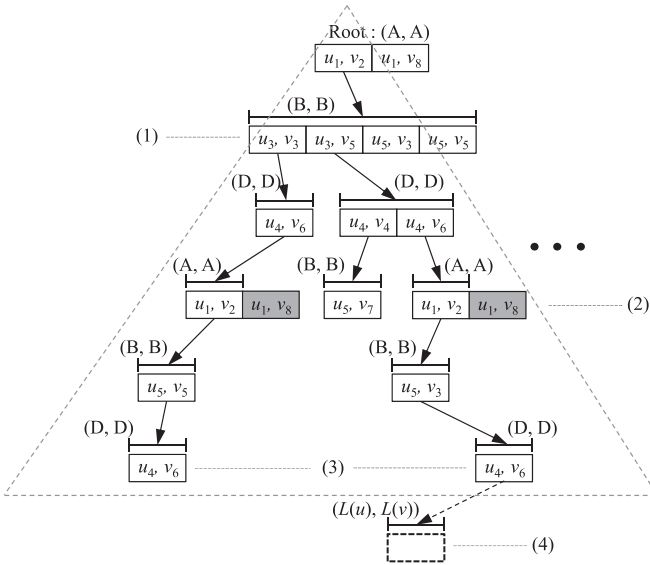 Root : (A, A)
u₁, v₂ u₁, v₈
(B, B)
(1) u₃, v₃ u₃, v₅ u₅, v₃ u₅, v₅
(D, D) (D, D)
u₄, v₆ u₄, v₄ u₄, v₆
• • •
(A, A) (B, B) (A, A)
u₁, v₂ u₁, v₈ u₅, v₇ u₁, v₂ u₁, v₈ (2)
(B, B) (B, B)
u₅, v₅ u₅, v₃
(D, D) (D, D)
u₄, v₆ (3) u₄, v₆
(L(u), L(v))
(4)